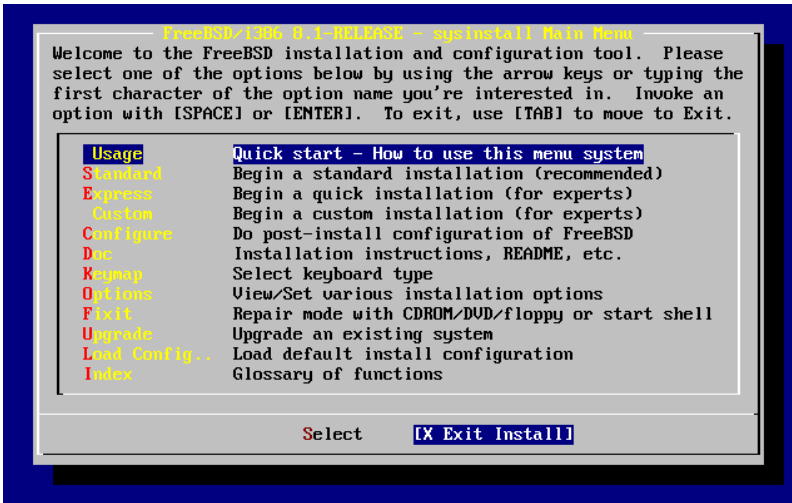 FreeBSD/i386 8.1-RELEASE - sysinstall Main Menu
Welcome to the FreeBSD installation and configuration tool.  Please
select one of the options below by using the arrow keys or typing the
first character of the option name you're interested in.  Invoke an
option with [SPACE] or [ENTER].  To exit, use [TAB] to move to Exit.
Usage Quick start - How to use this menu system
Standard Begin a standard installation (recommended)
Express Begin a quick installation (for experts)
Custom Begin a custom installation (for experts)
Configure Do post-install configuration of FreeBSD
Doc Installation instructions, README, etc.
Keymap Select keyboard type
Options View/Set various installation options
Fixit Repair mode with CDROM/DVD/floppy or start shell
Upgrade Upgrade an existing system
Load Config.. Load default install configuration
Index Glossary of functions
Select [X Exit Install]